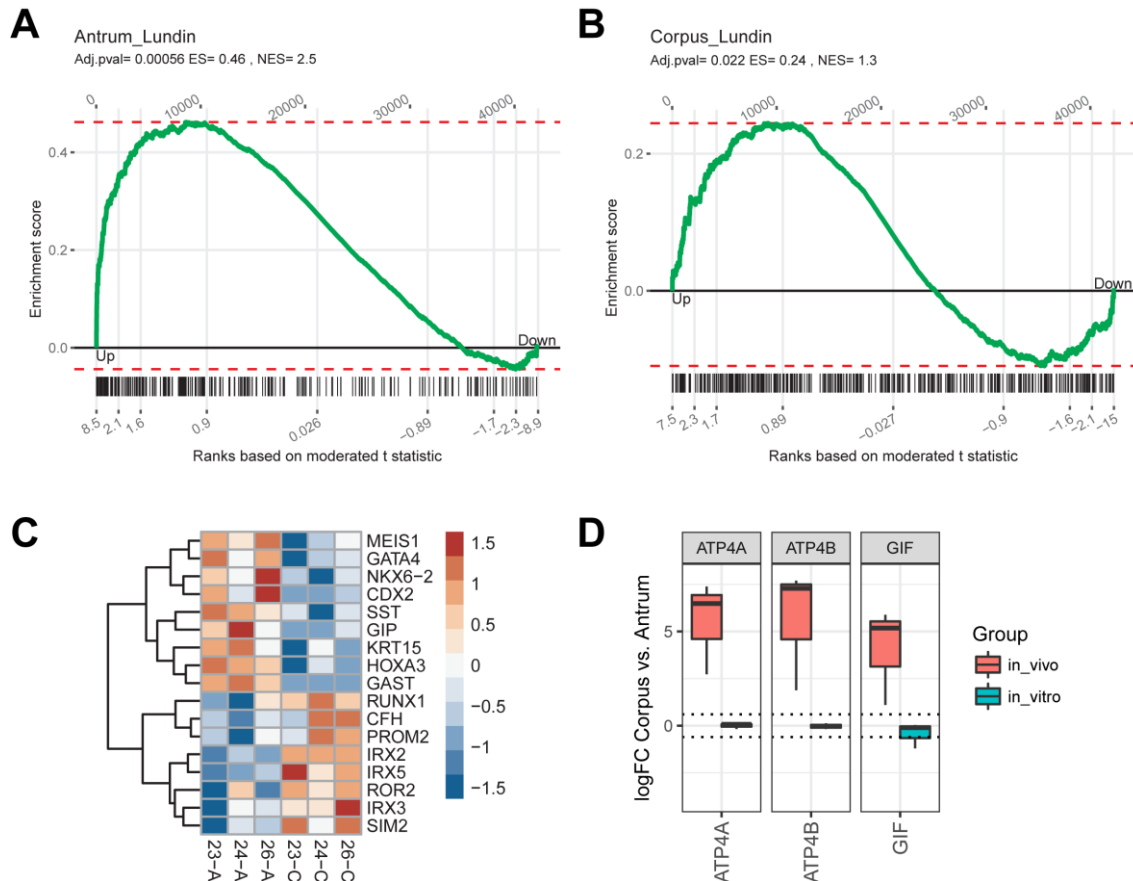 A
Antrum_Lundin
Adj.pval= 0.00056 ES= 0.46 , NES= 2.5
0
10000
20000
30000
40000
0.4
0.2
0.0
Enrichment score
Up
Down
8.5
2.1
1.6
0.9
0.026
−0.89
−1.7
−2.3
−8.9
Ranks based on moderated t statistic
B
Corpus_Lundin
Adj.pval= 0.022 ES= 0.24 , NES= 1.3
0
10000
20000
30000
40000
0.2
0.0
Enrichment score
Up
Down
7.5
2.3
1.7
0.89
−0.027
−0.9
−1.6
−2.1
−15
Ranks based on moderated t statistic
C
MEIS1
GATA4
NKX6−2
CDX2
SST
GIP
KRT15
HOXA3
GAST
RUNX1
CFH
PROM2
IRX2
IRX5
ROR2
IRX3
SIM2
23−A
24−A
26−A
23−C
24−C
26−C
1.5
1
0.5
0
−0.5
−1
−1.5
D
ATP4A
ATP4B
GIF
logFC Corpus vs. Antrum
5
0
ATP4A
ATP4B
GIF
Group
in_vivo
in_vitro